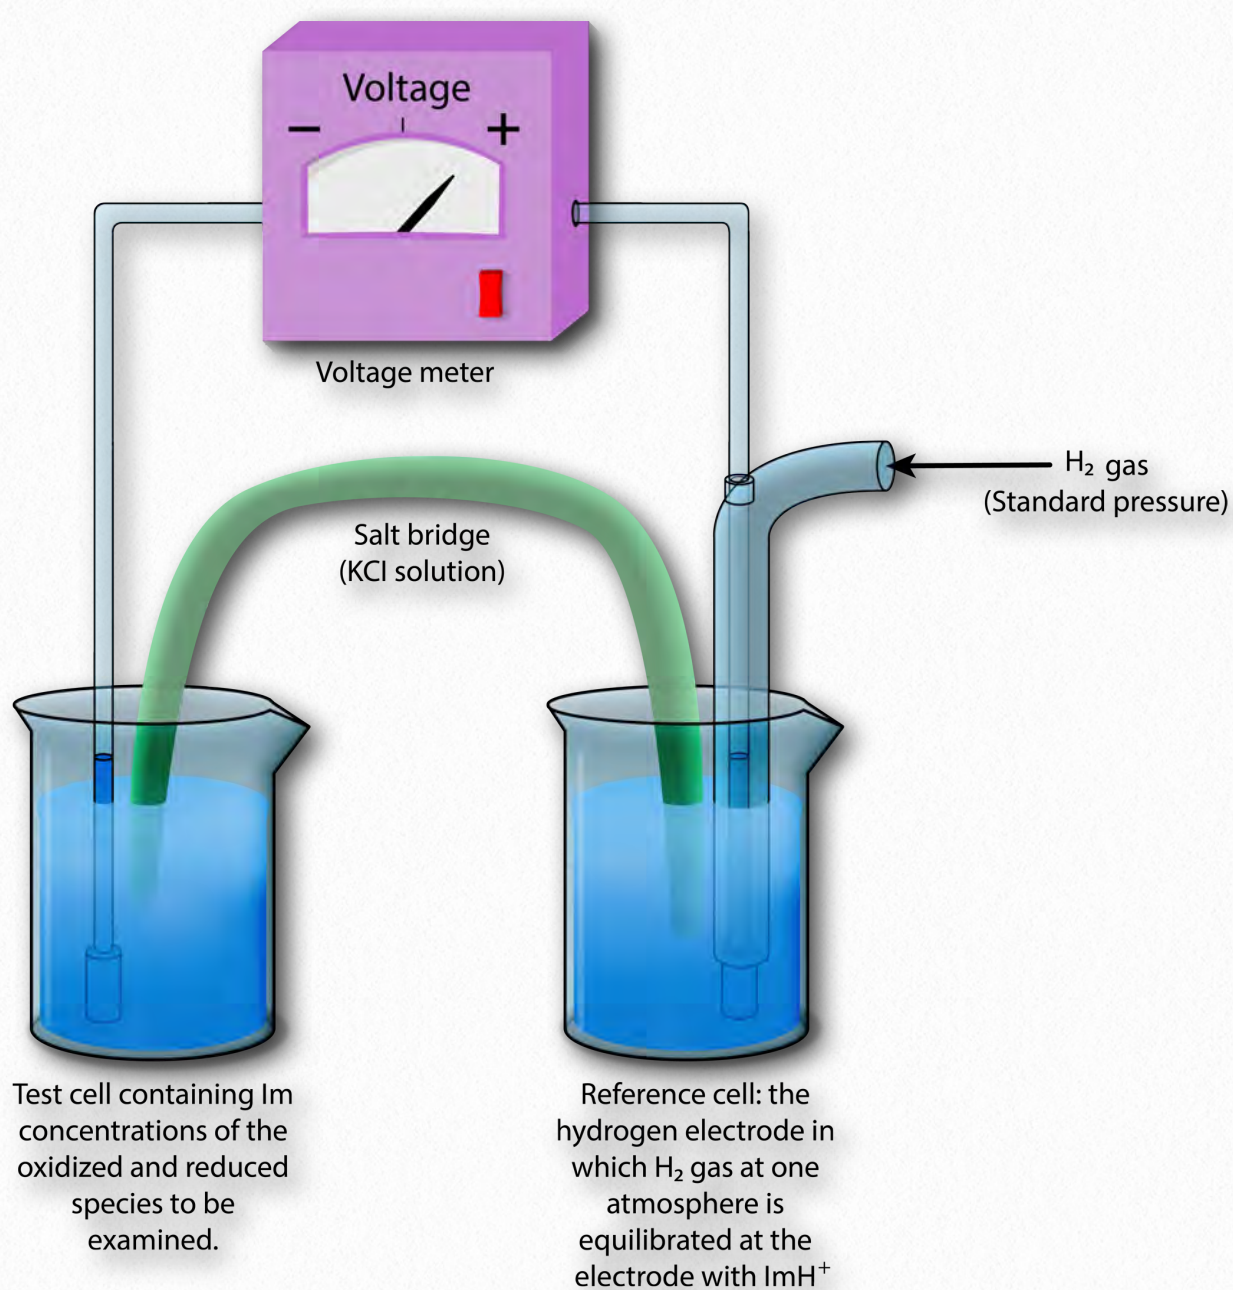 Voltage
− +
Voltage meter
H₂ gas
(Standard pressure)
Salt bridge
(KCl solution)
Test cell containing Im
concentrations of the
oxidized and reduced
species to be
examined.
Reference cell: the
hydrogen electrode in
which H₂ gas at one
atmosphere is
equilibrated at the
electrode with ImH⁺